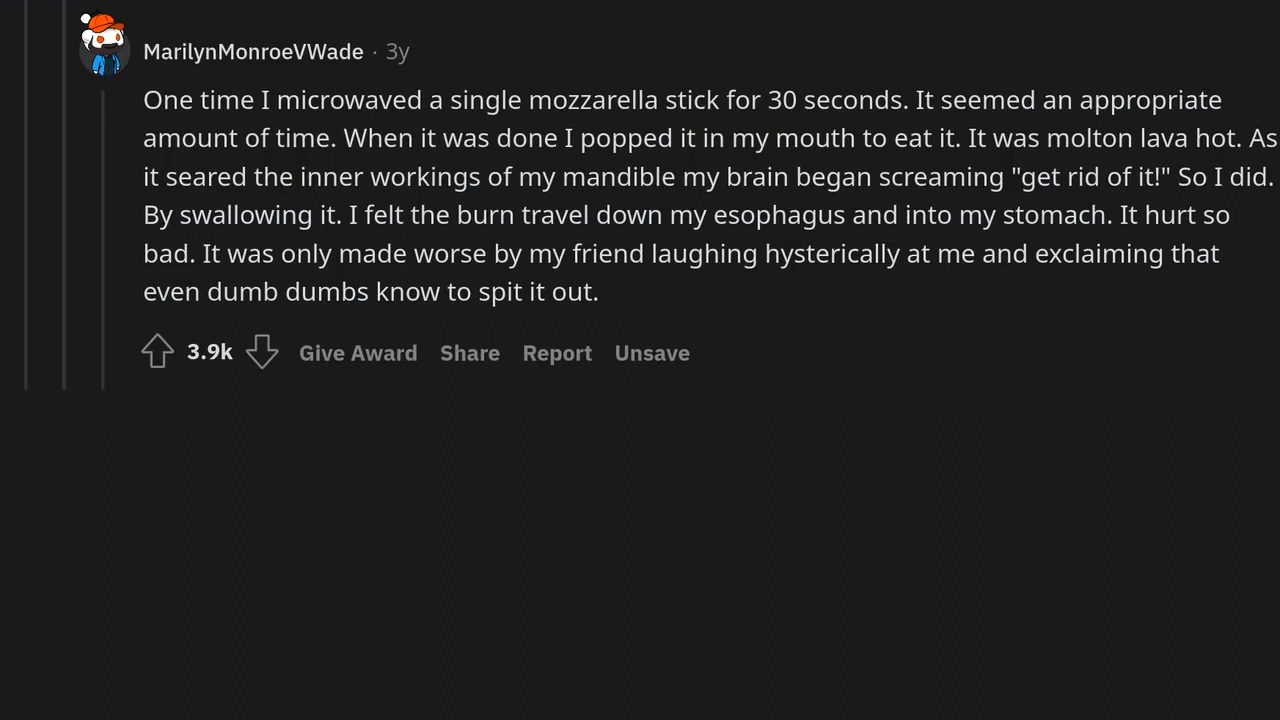 MarilynMonroeVWade · 3y
One time I microwaved a single mozzarella stick for 30 seconds. It seemed an appropriate
amount of time. When it was done I popped it in my mouth to eat it. It was molton lava hot. As
it seared the inner workings of my mandible my brain began screaming "get rid of it!" So I did.
By swallowing it. I felt the burn travel down my esophagus and into my stomach. It hurt so
bad. It was only made worse by my friend laughing hysterically at me and exclaiming that
even dumb dumbs know to spit it out.
3.9k Give Award Share Report Unsave